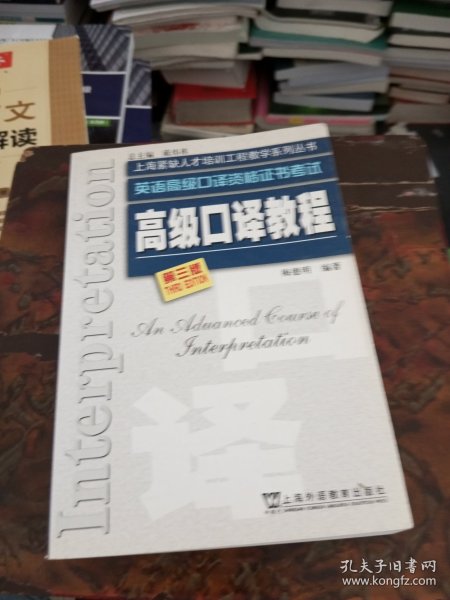 文
解读
总主编 戴炜栋
上海紧缺人才培训工程教学系列丛书
英语高级口译资格证书考试
高级口译教程
第三版
THIRD EDITION
梅德明 编著
An Advanced Course of
Interpretation
Interpretation
口
译
上海外语教育出版社
孔夫子旧书网
www.kongfz.com